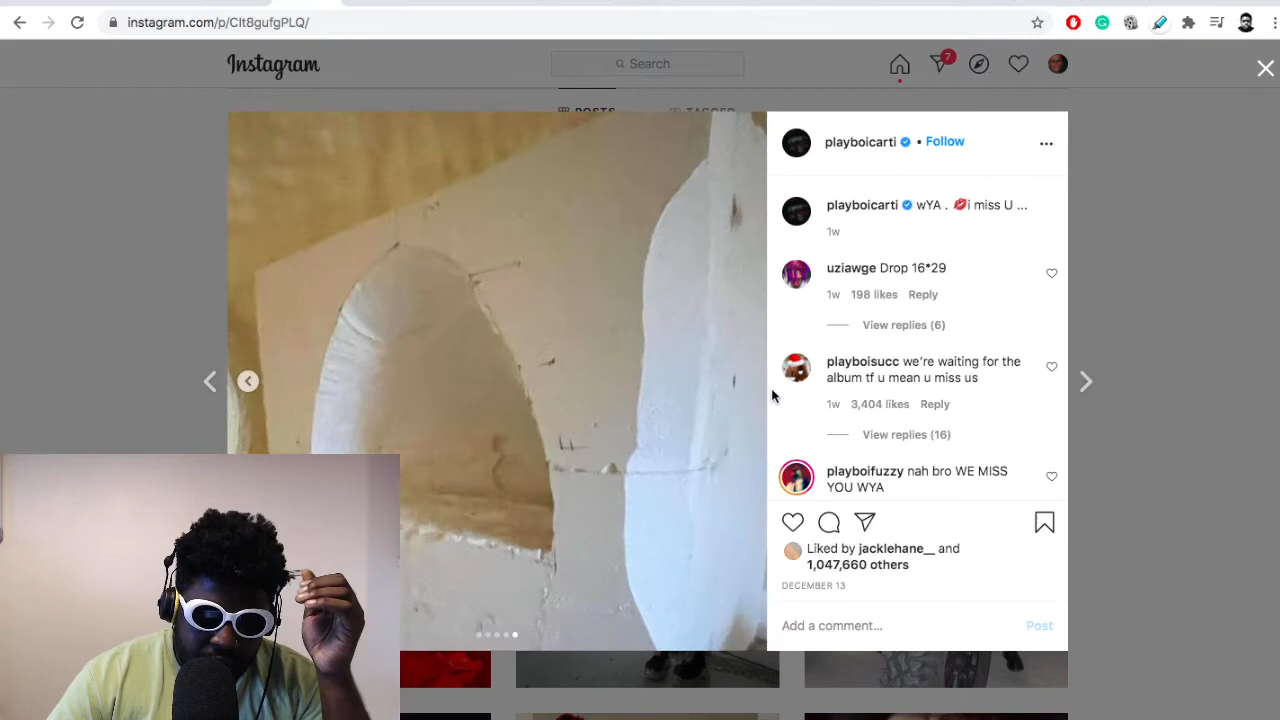 instagram.com/p/CIt8gufgPLQ/
Instagram
Search
7
POSTS
TAGGED
playboicarti • Follow
playboicarti wYA . 💋i miss U ...
1w
uziawge Drop 16*29
1w 198 likes Reply
View replies (6)
playboisucc we're waiting for the
album tf u mean u miss us
1w 3,404 likes Reply
View replies (16)
playboifuzzy nah bro WE MISS
YOU WYA
Liked by jacklehane__ and
1,047,660 others
DECEMBER 13
Add a comment...
Post